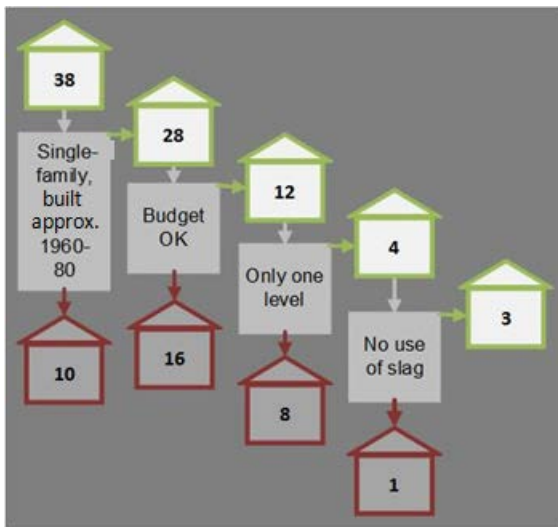 38
Single-
family,
built
approx.
1960-
80
10
28
Budget
OK
16
12
Only one
level
8
4
No use
of slag
1
3